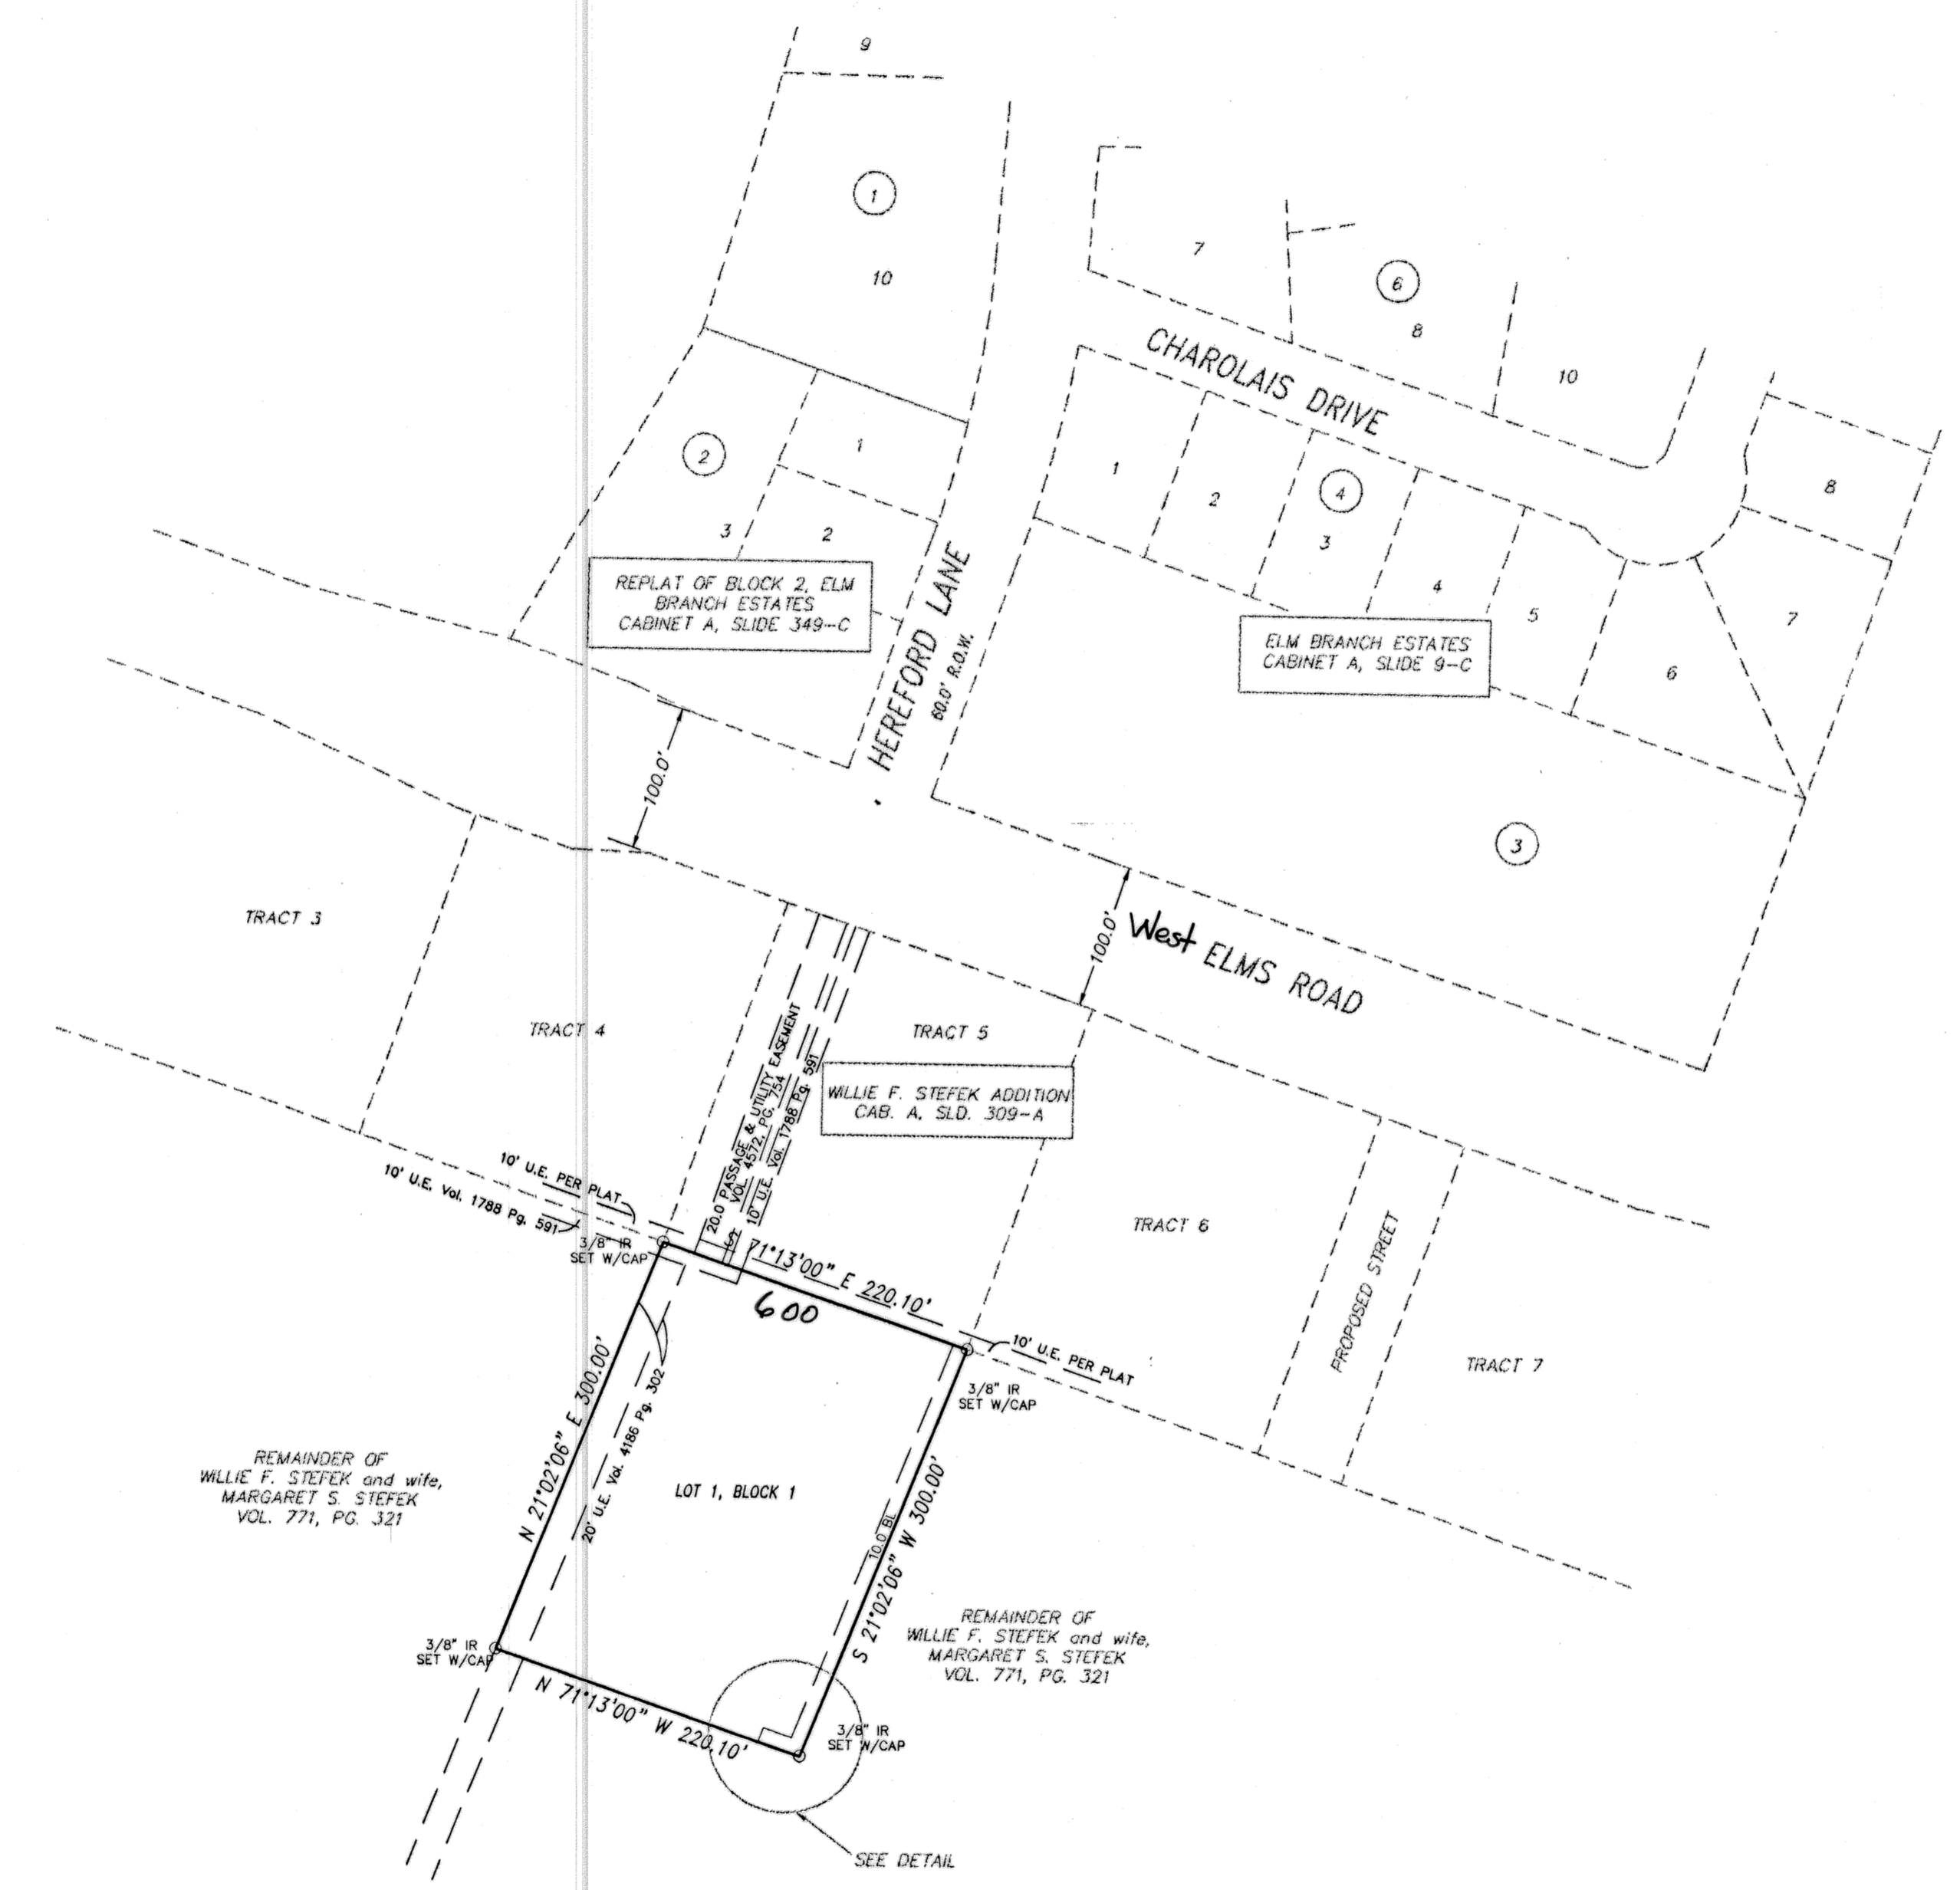 9
1
10
7
6
8
10
CHAROLAIS DRIVE
2
1
3
2
1
2
4
3
4
5
6
7
8
REPLAT OF BLOCK 2, ELM
BRANCH ESTATES
CABINET A, SLIDE 349-C
HEREFORD LANE
60.0' R.O.W.
ELM BRANCH ESTATES
CABINET A, SLIDE 9-C
100.0'
3
100.0'
West ELMS ROAD
TRACT 3
TRACT 4
TRACT 5
WILLIE F. STEFEK ADDITION
CAB. A, SLD. 309-A
20.0 PASSAGE & UTILITY EASEMENT
VOL. 4572, PG. 754
10' U.E. Vol. 1788 Pg. 591
10' U.E. PER PLAT
10' U.E. Vol. 1788 Pg. 591
3/8" IR
SET W/CAP
S 71°13'00" E 220.10'
600
TRACT 6
PROPOSED STREET
TRACT 7
10' U.E. PER PLAT
3/8" IR
SET W/CAP
N 21°02'06" E 300.00'
20' U.E. Vol. 4186 Pg. 302
LOT 1, BLOCK 1
10.0 BL
S 21°02'06" W 300.00'
REMAINDER OF
WILLIE F. STEFEK and wife,
MARGARET S. STEFEK
VOL. 771, PG. 321
REMAINDER OF
WILLIE F. STEFEK and wife,
MARGARET S. STEFEK
VOL. 771, PG. 321
3/8" IR
SET W/CAP
N 71°13'00" W 220.10'
3/8" IR
SET W/CAP
SEE DETAIL